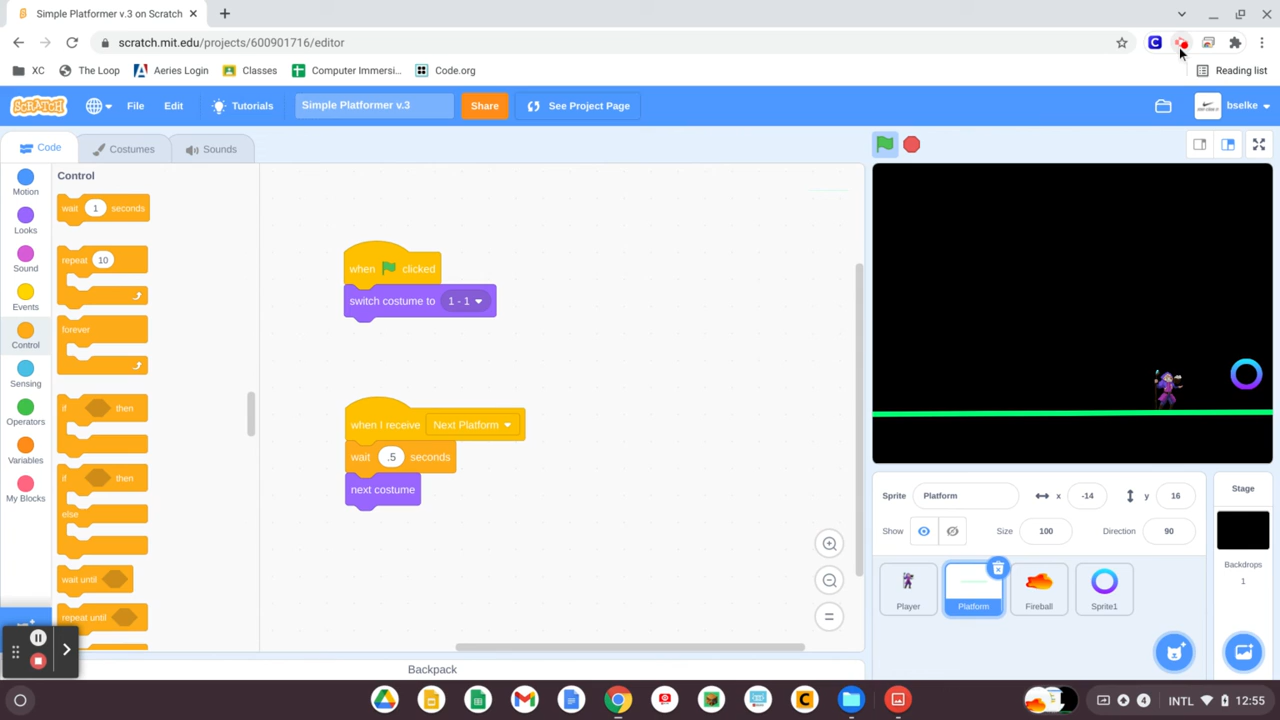 Simple Platformer v.3 on Scratch
scratch.mit.edu/projects/600901716/editor
XC The Loop Aeries Login Classes Computer Immersi... Code.org Reading list
SCRATCH File Edit Tutorials Simple Platformer v.3 Share See Project Page bselke
Code Costumes Sounds
Motion
Looks
Sound
Events
Control
Sensing
Operators
Variables
My Blocks
Control
wait 1 seconds
repeat 10
forever
if then
if then
else
wait until
repeat until
when clicked
switch costume to 1 - 1
when I receive Next Platform
wait .5 seconds
next costume
Sprite Platform x -14 y 16
Show Size 100 Direction 90
Player Platform Fireball Sprite1
Stage
Backdrops
1
Backpack
4 INTL 12:55